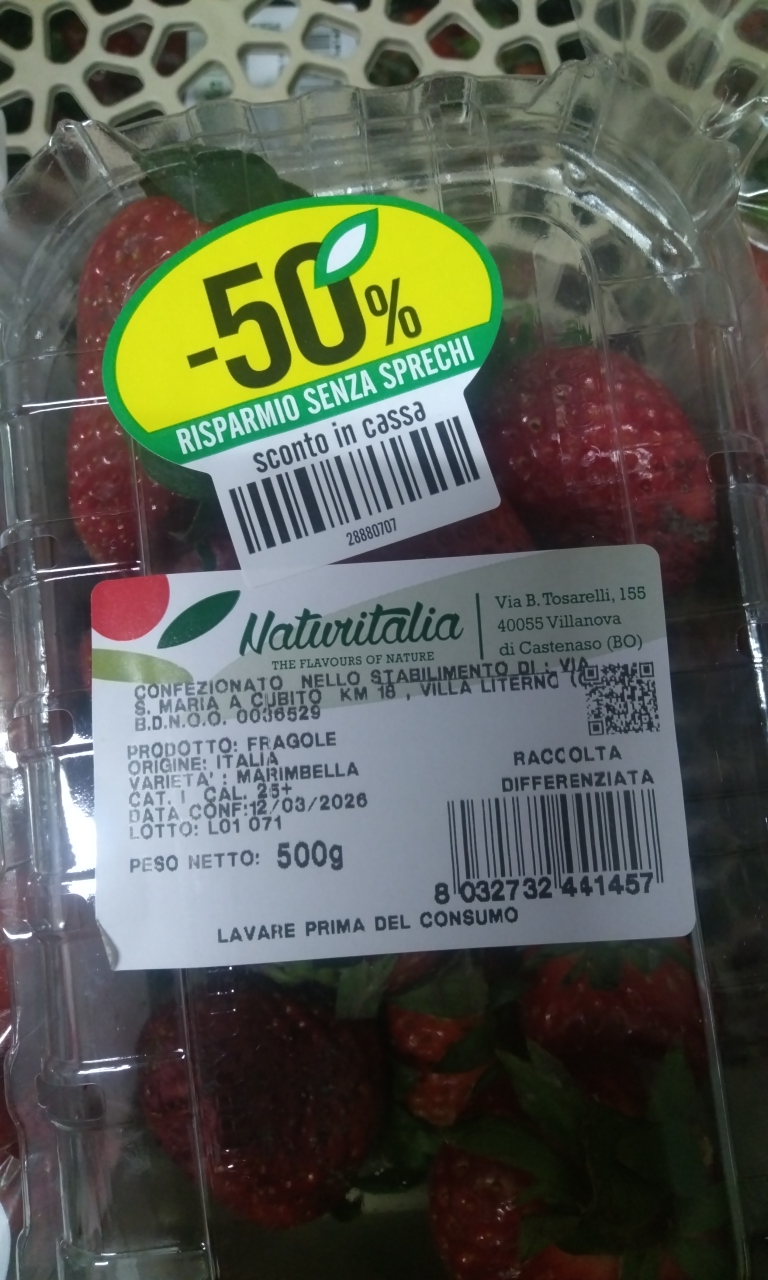 -50%
RISPARMIO SENZA SPRECHI
sconto in cassa
28880707
Naturitalia
THE FLAVOURS OF NATURE
Via B. Tosarelli, 155
40055 Villanova
di Castenaso (BO)
CONFEZIONATO NELLO STABILIMENTO DI : VIA
S. MARIA A CUBITO KM 18 , VILLA LITERNO (
B.D.N.O.O. 0036529
PRODOTTO: FRAGOLE
ORIGINE: ITALIA
VARIETA' : MARIMBELLA
CAT. I CAL. 25+
DATA CONF:12/03/2026
LOTTO: L01 071
PESO NETTO: 500g
RACCOLTA
DIFFERENZIATA
8 032732 441457
LAVARE PRIMA DEL CONSUMO